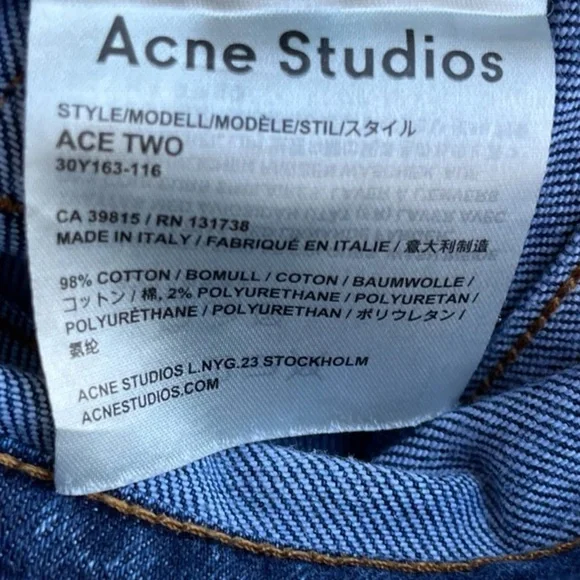 Acne Studios
STYLE/MODELL/MODÈLE/STIL/スタイル
ACE TWO
30Y163-116
CA 39815 / RN 131738
MADE IN ITALY / FABRIQUÉ EN ITALIE / 意大利制造
98% COTTON / BOMULL / COTON / BAUMWOLLE /
コットン / 棉, 2% POLYURETHANE / POLYURETAN /
POLYURÉTHANE / POLYURETHAN / ポリウレタン /
氨纶
ACNE STUDIOS L.NYG.23 STOCKHOLM
ACNESTUDIOS.COM